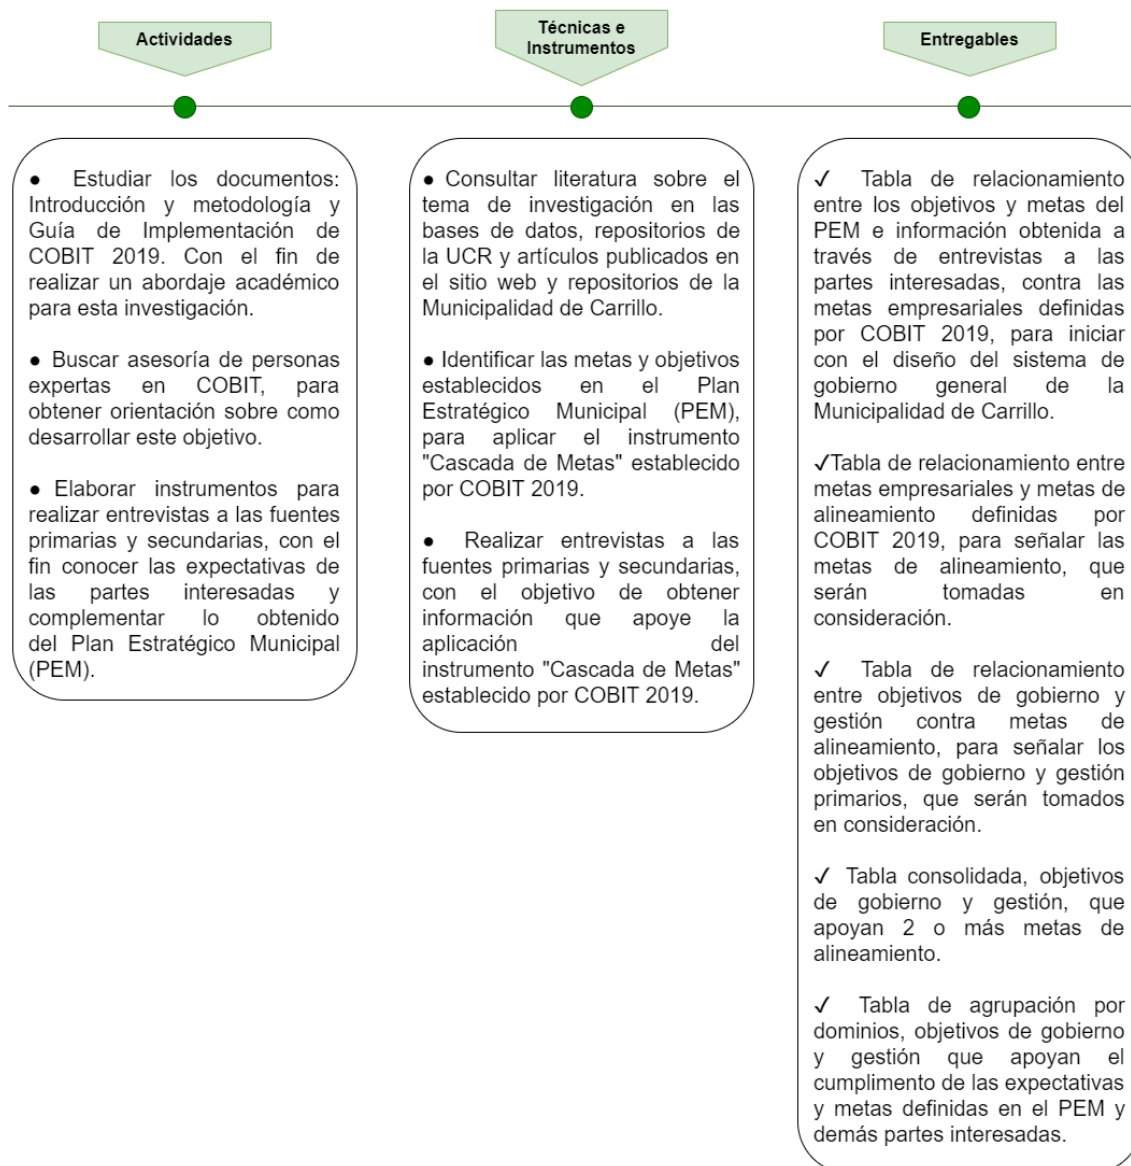 Actividades
Técnicas e
Instrumentos
Entregables
● Estudiar los documentos:
Introducción y metodología y
Guía de Implementación de
COBIT 2019. Con el fin de
realizar un abordaje académico
para esta investigación.
● Buscar asesoría de personas
expertas en COBIT, para
obtener orientación sobre como
desarrollar este objetivo.
● Elaborar instrumentos para
realizar entrevistas a las fuentes
primarias y secundarias, con el
fin conocer las expectativas de
las partes interesadas y
complementar lo obtenido
del Plan Estratégico Municipal
(PEM).
● Consultar literatura sobre el
tema de investigación en las
bases de datos, repositorios de
la UCR y artículos publicados en
el sitio web y repositorios de la
Municipalidad de Carrillo.
● Identificar las metas y objetivos
establecidos en el Plan
Estratégico Municipal (PEM),
para aplicar el instrumento
"Cascada de Metas" establecido
por COBIT 2019.
● Realizar entrevistas a las
fuentes primarias y secundarias,
con el objetivo de obtener
información que apoye la
aplicación del
instrumento "Cascada de Metas"
establecido por COBIT 2019.
✓ Tabla de relacionamiento
entre los objetivos y metas del
PEM e información obtenida a
través de entrevistas a las
partes interesadas, contra las
metas empresariales definidas
por COBIT 2019, para iniciar
con el diseño del sistema de
gobierno general de la
Municipalidad de Carrillo.
✓Tabla de relacionamiento entre
metas empresariales y metas de
alineamiento definidas por
COBIT 2019, para señalar las
metas de alineamiento, que
serán tomadas en
consideración.
✓ Tabla de relacionamiento
entre objetivos de gobierno y
gestión contra metas de
alineamiento, para señalar los
objetivos de gobierno y gestión
primarios, que serán tomados
en consideración.
✓ Tabla consolidada, objetivos
de gobierno y gestión, que
apoyan 2 o más metas de
alineamiento.
✓ Tabla de agrupación por
dominios, objetivos de gobierno
y gestión que apoyan el
cumplimento de las expectativas
y metas definidas en el PEM y
demás partes interesadas.